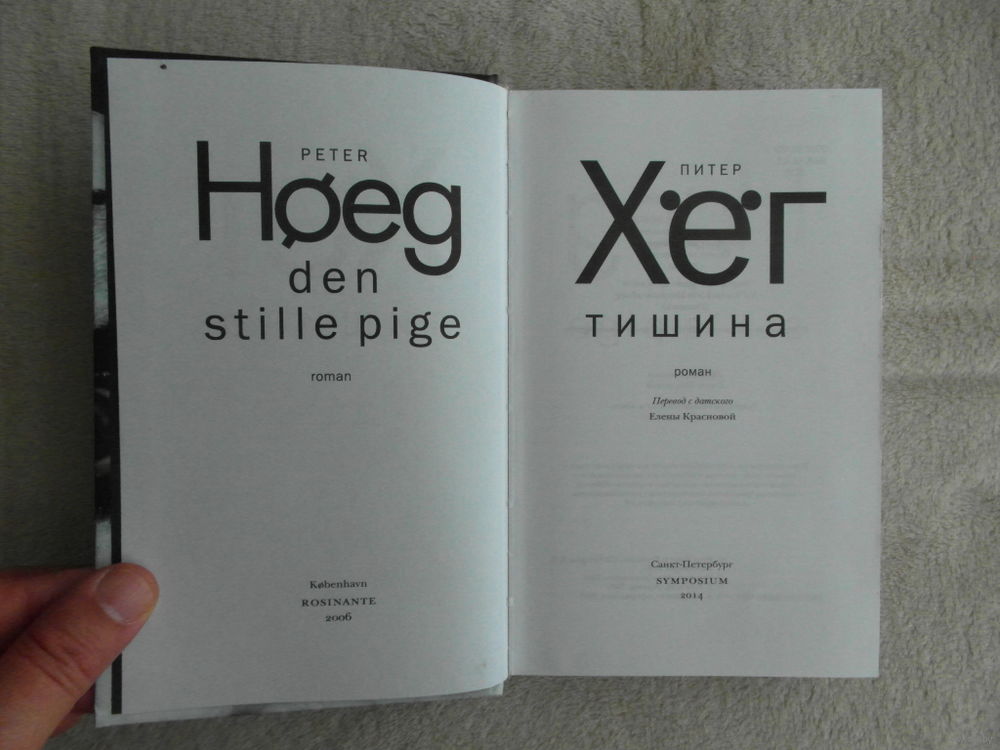 PETER
Høeg
den
stille pige
roman
København
ROSINANTE
2006
ПИТЕР
Хёг
тишина
роман
Перевод с датского
Елены Красновой
Санкт-Петербург
SYMPOSIUM
2014